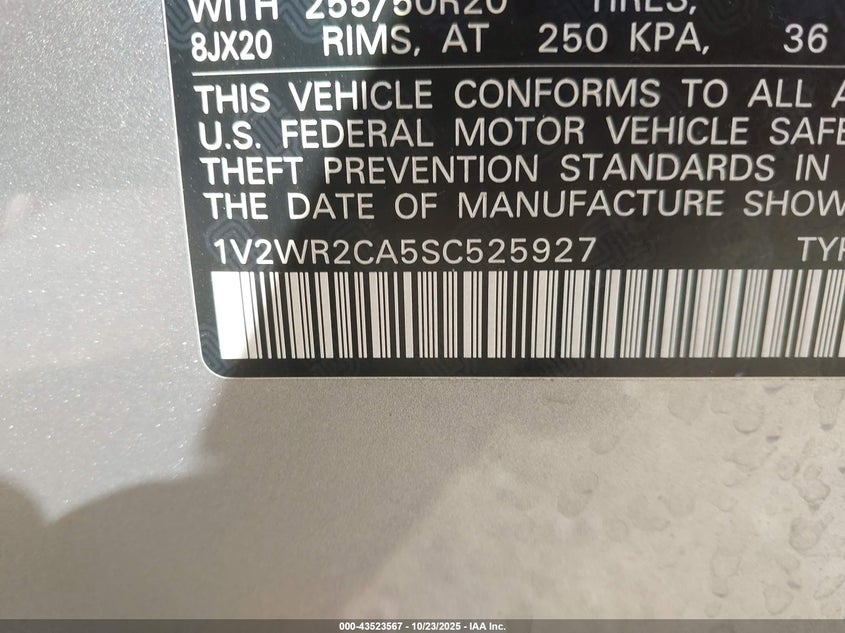 WITH 255/50R20 TIRES,
8JX20 RIMS, AT 250 KPA, 36
THIS VEHICLE CONFORMS TO ALL A
U.S. FEDERAL MOTOR VEHICLE SAFE
THEFT PREVENTION STANDARDS IN
THE DATE OF MANUFACTURE SHOW
1V2WR2CA5SC525927 TYP
000-43523567 - 10/23/2025 - IAA Inc.